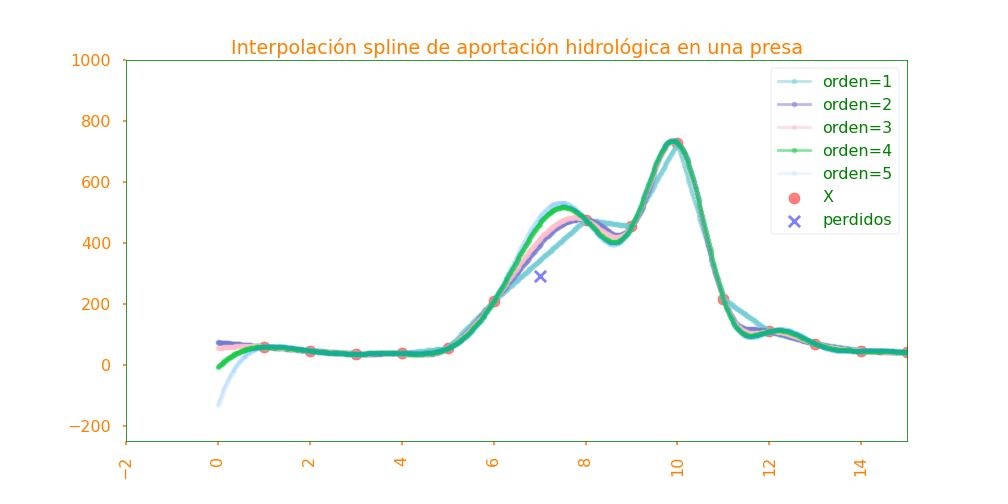 Interpolación spline de aportación hidrológica en una presa
1000
800
600
400
200
0
−200
−2
0
2
4
6
8
10
12
14
orden=1
orden=2
orden=3
orden=4
orden=5
X
perdidos